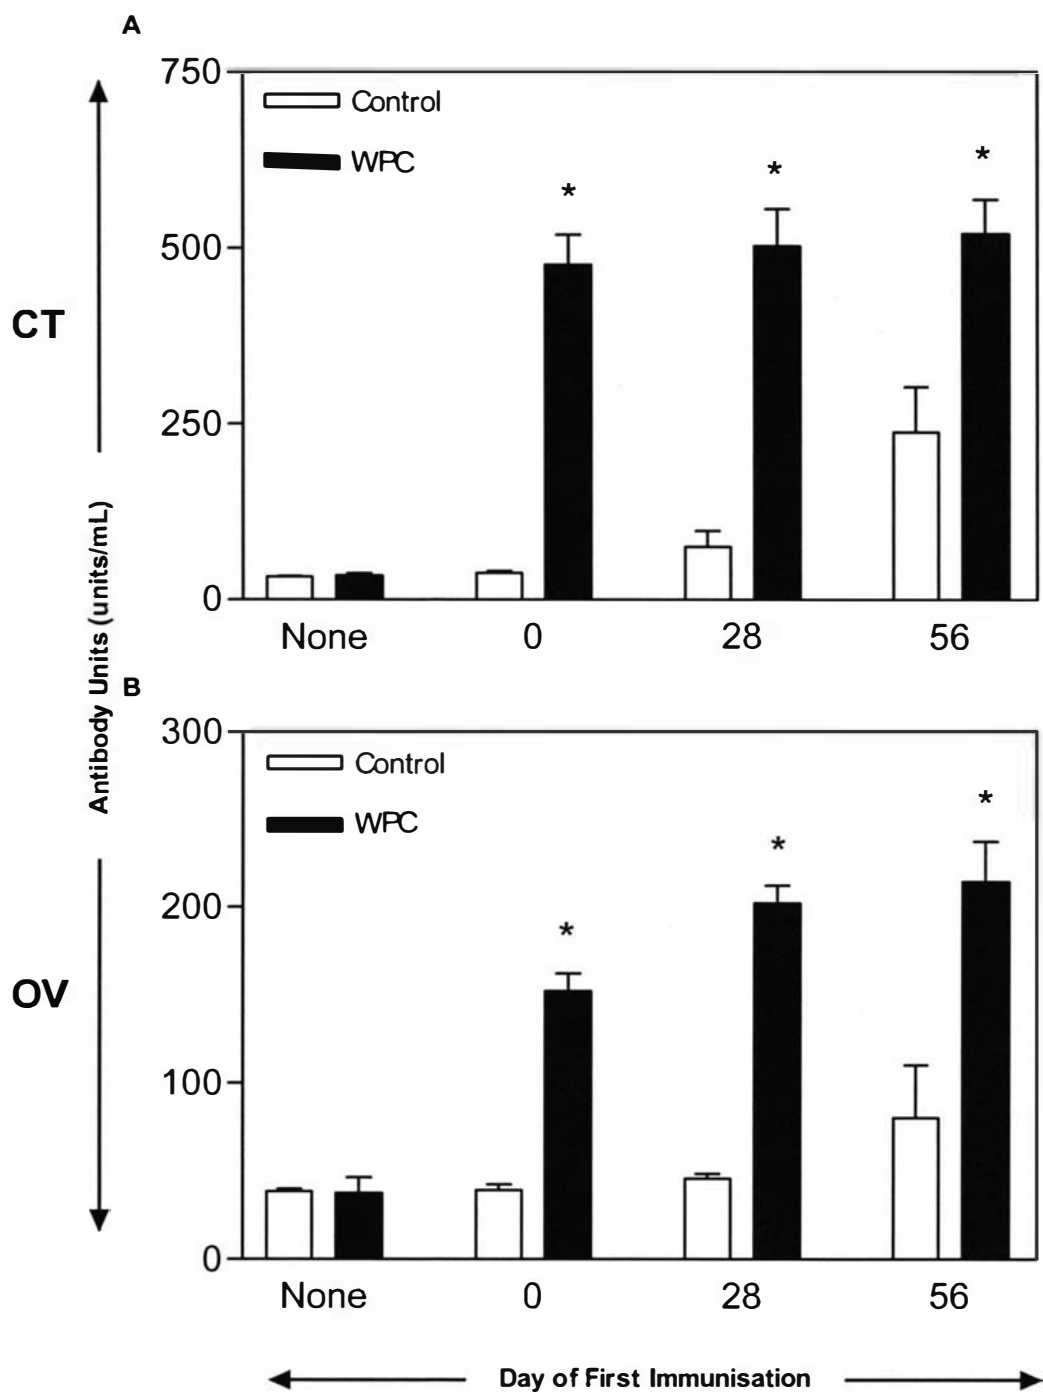 A
750
Control
WPC
*
*
*
500
CT
250
0
None
0
28
56
Antibody Units (units/mL)
B
300
Control
WPC
*
*
*
200
OV
100
0
None
0
28
56
Day of First Immunisation